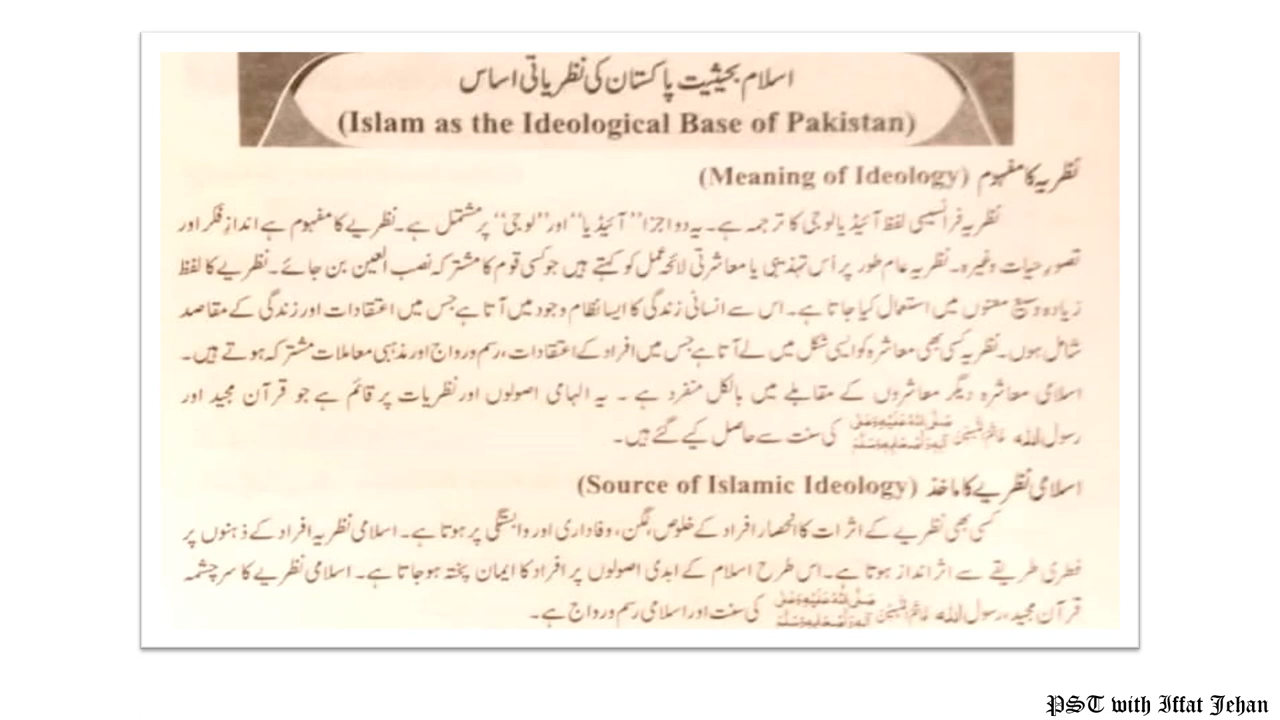 اسلام بحیثیت پاکستان کی نظریاتی اساس
(Islam as the Ideological Base of Pakistan)
نظریہ کا مفہوم (Meaning of Ideology)
نظریہ فرانسیسی لفظ آئیڈیالوجی کا ترجمہ ہے۔ یہ دو اجزا ’’آئیڈیا‘‘ اور ’’لوجی‘‘ پر مشتمل ہے۔ نظریے کا مفہوم ہے اندازِ فکر اور
تصورِ حیات وغیرہ۔ نظریہ عام طور پر اُس تہذیبی یا معاشرتی لائحہ عمل کو کہتے ہیں جو کسی قوم کا مشترکہ نصب العین بن جائے۔ نظریے کا لفظ
زیادہ وسیع معنوں میں استعمال کیا جاتا ہے۔ اس سے انسانی زندگی کا ایسا نظام وجود میں آتا ہے جس میں اعتقادات اور زندگی کے مقاصد
شامل ہوں۔ نظریہ کسی بھی معاشرہ کو ایسی شکل میں لے آتا ہے جس میں افراد کے اعتقادات، رسم و رواج اور مذہبی معاملات مشترکہ ہوتے ہیں۔
اسلامی معاشرہ دیگر معاشروں کے مقابلے میں بالکل منفرد ہے ۔ یہ الہامی اصولوں اور نظریات پر قائم ہے جو قرآن مجید اور
رسول اللہ خاتم النبیین صلی اللہ علیہ وعلی آلہ واصحابہ وسلم کی سنت سے حاصل کیے گئے ہیں۔
اسلامی نظریے کا ماخذ (Source of Islamic Ideology)
کسی بھی نظریے کے اثرات کا انحصار افراد کے خلوص، لگن، وفاداری اور وابستگی پر ہوتا ہے۔ اسلامی نظریہ افراد کے ذہنوں پر
فطری طریقے سے اثر انداز ہوتا ہے۔ اس طرح اسلام کے ابدی اصولوں پر افراد کا ایمان پختہ ہو جاتا ہے۔ اسلامی نظریے کا سرچشمہ
قرآن مجید، رسول اللہ خاتم النبیین صلی اللہ علیہ وعلی آلہ واصحابہ وسلم کی سنت اور اسلامی رسم و رواج ہے۔
PST with Iffat Jehan